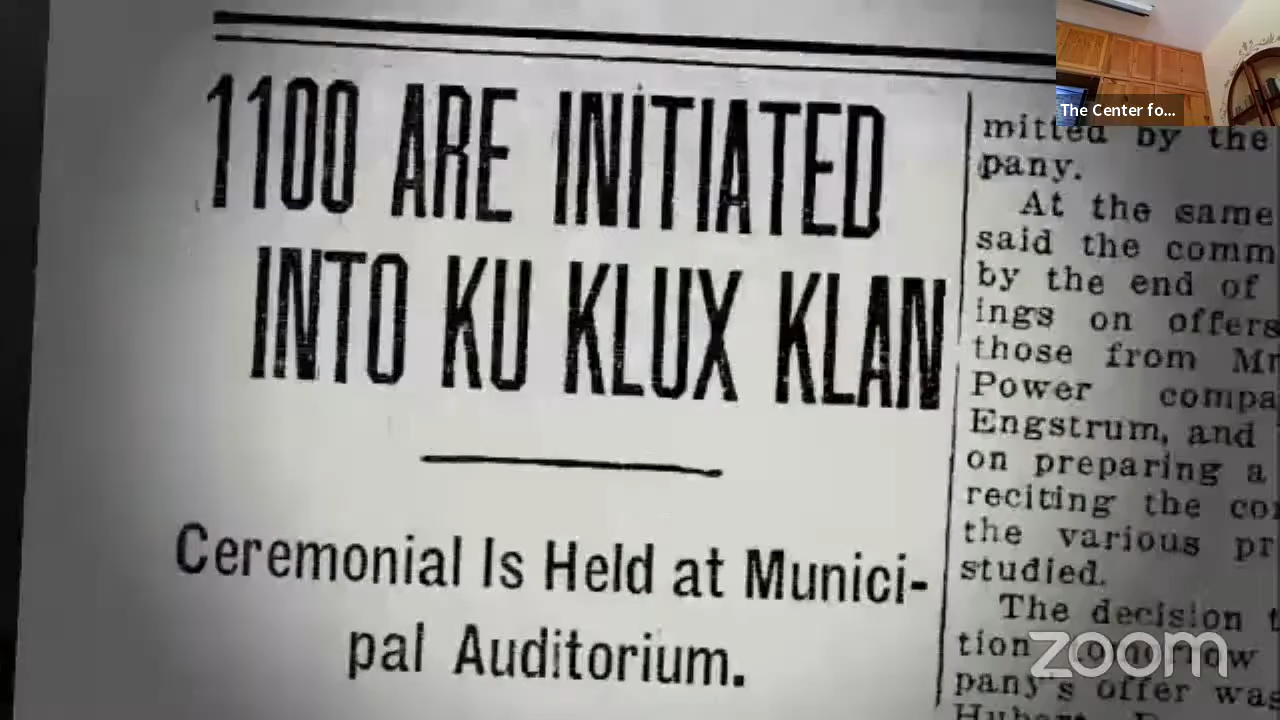 1100 ARE INITIATED
INTO KU KLUX KLAN
Ceremonial Is Held at Munici-
pal Auditorium.
mitted by the
pany.
At the same
said the comm
by the end of
ings on offers
those from Mr
Power compa
Engstrum, and
on preparing a
reciting the co
the various pr
studied.
The decision t
tion tomorrow
pany's offer was
Hubert
The Center fo...
zoom